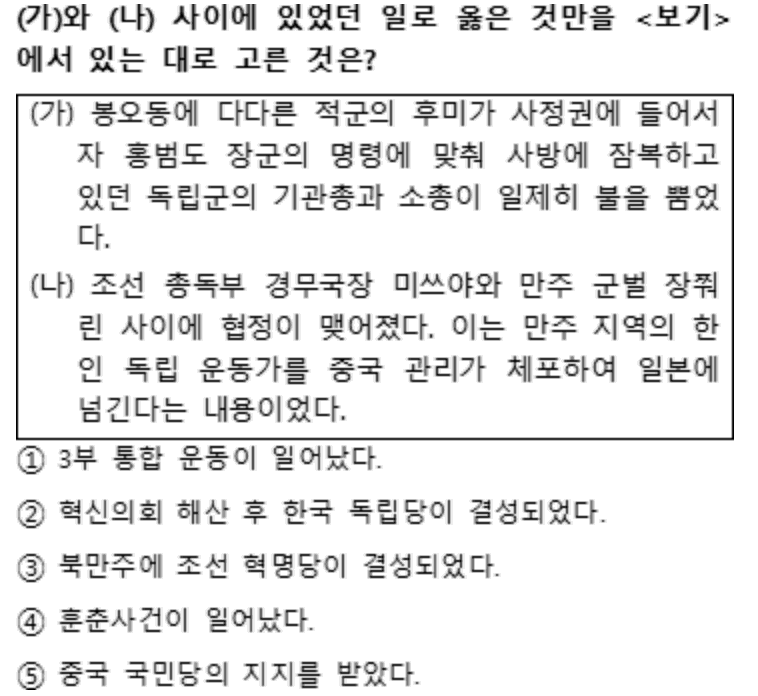 (가)와 (나) 사이에 있었던 일로 옳은 것만을 <보기>
에서 있는 대로 고른 것은?
(가) 봉오동에 다다른 적군의 후미가 사정권에 들어서
자 홍범도 장군의 명령에 맞춰 사방에 잠복하고
있던 독립군의 기관총과 소총이 일제히 불을 뿜었
다.
(나) 조선 총독부 경무국장 미쓰야와 만주 군벌 장쭤
린 사이에 협정이 맺어졌다. 이는 만주 지역의 한
인 독립 운동가를 중국 관리가 체포하여 일본에
넘긴다는 내용이었다.
① 3부 통합 운동이 일어났다.
② 혁신의회 해산 후 한국 독립당이 결성되었다.
③ 북만주에 조선 혁명당이 결성되었다.
④ 훈춘사건이 일어났다.
⑤ 중국 국민당의 지지를 받았다.